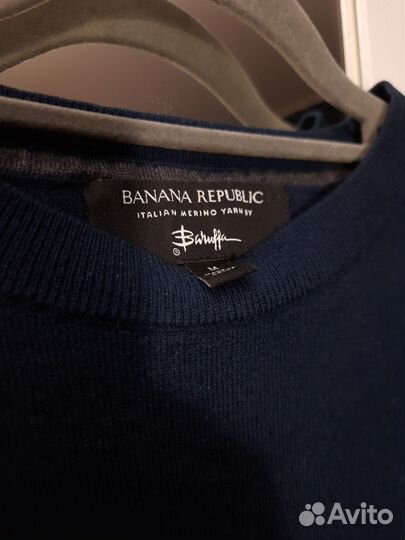 BANANA REPUBLIC
ITALIAN MERINO YARN BY
Baruffa
®
M
Avito